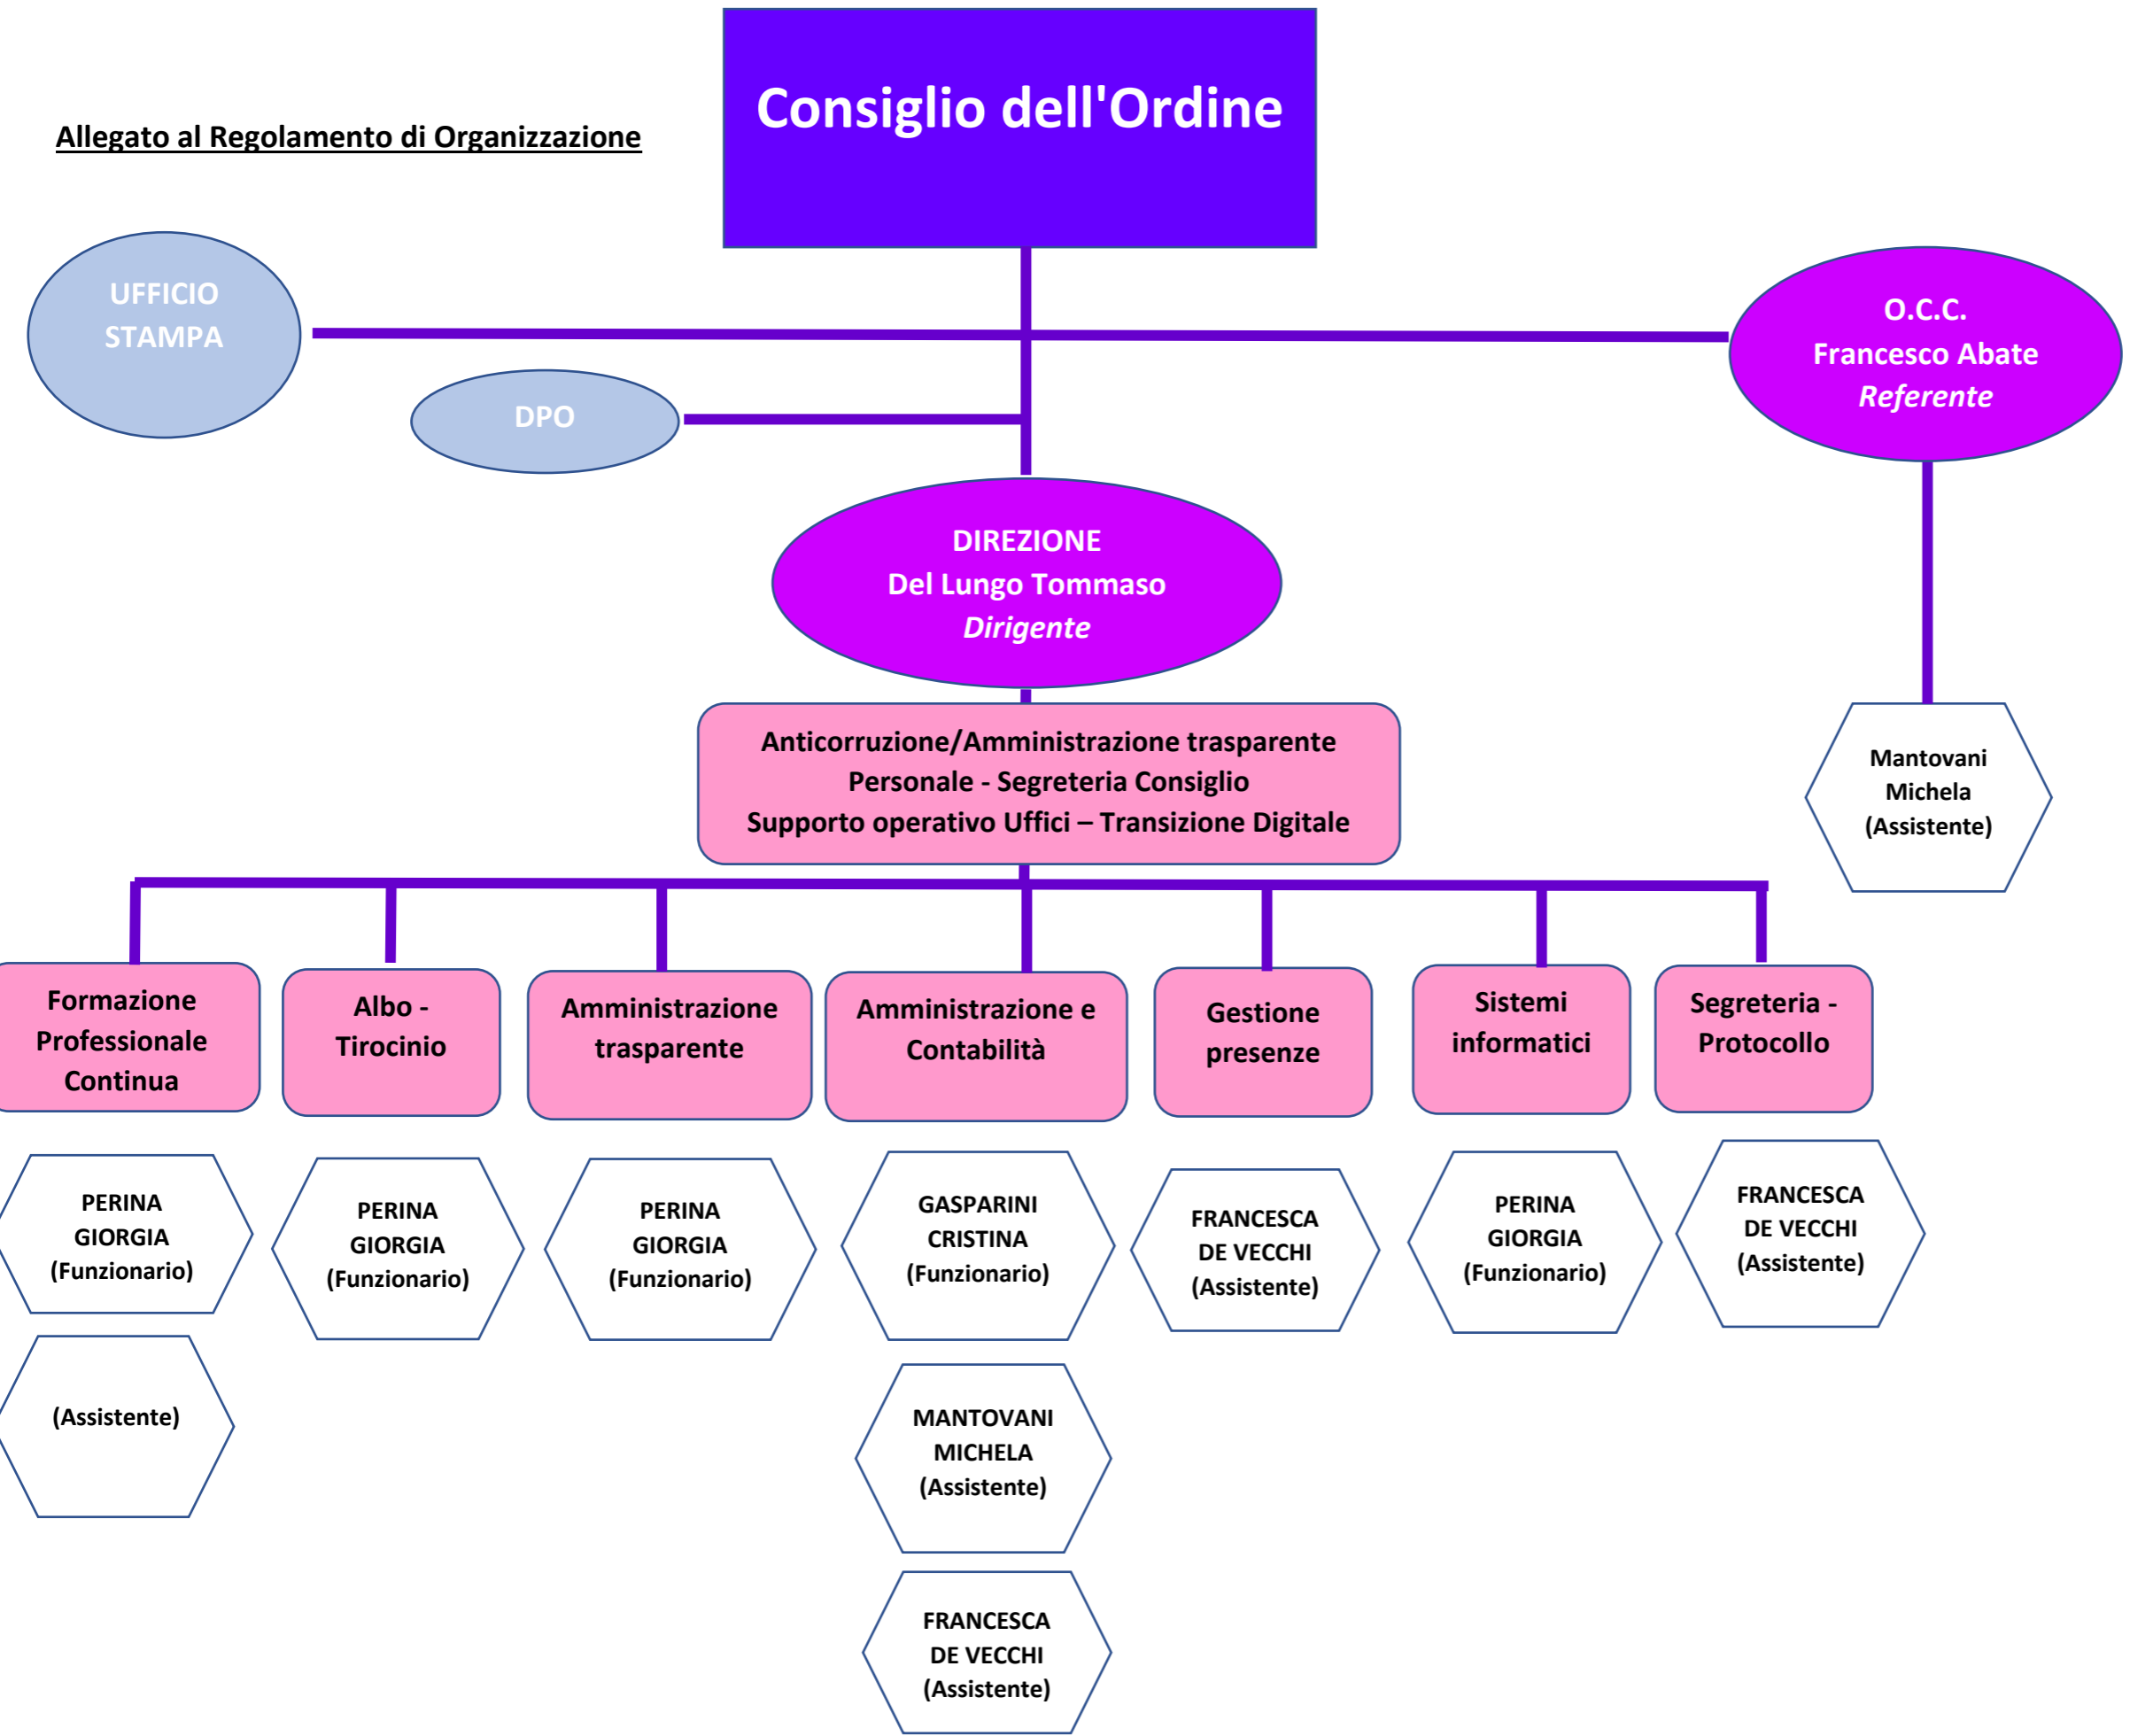 Consiglio dell'Ordine
Allegato al Regolamento di Organizzazione
UFFICIO
STAMPA
O.C.C.
Francesco Abate
Referente
DPO
DIREZIONE
Del Lungo Tommaso
Dirigente
Anticorruzione/Amministrazione trasparente
Personale - Segreteria Consiglio
Supporto operativo Uffici – Transizione Digitale
Mantovani
Michela
(Assistente)
Formazione
Professionale
Continua
Albo -
Tirocinio
Amministrazione
trasparente
Amministrazione e
Contabilità
Gestione
presenze
Sistemi
informatici
Segreteria -
Protocollo
PERINA
GIORGIA
(Funzionario)
PERINA
GIORGIA
(Funzionario)
PERINA
GIORGIA
(Funzionario)
GASPARINI
CRISTINA
(Funzionario)
FRANCESCA
DE VECCHI
(Assistente)
PERINA
GIORGIA
(Funzionario)
FRANCESCA
DE VECCHI
(Assistente)
(Assistente)
MANTOVANI
MICHELA
(Assistente)
FRANCESCA
DE VECCHI
(Assistente)